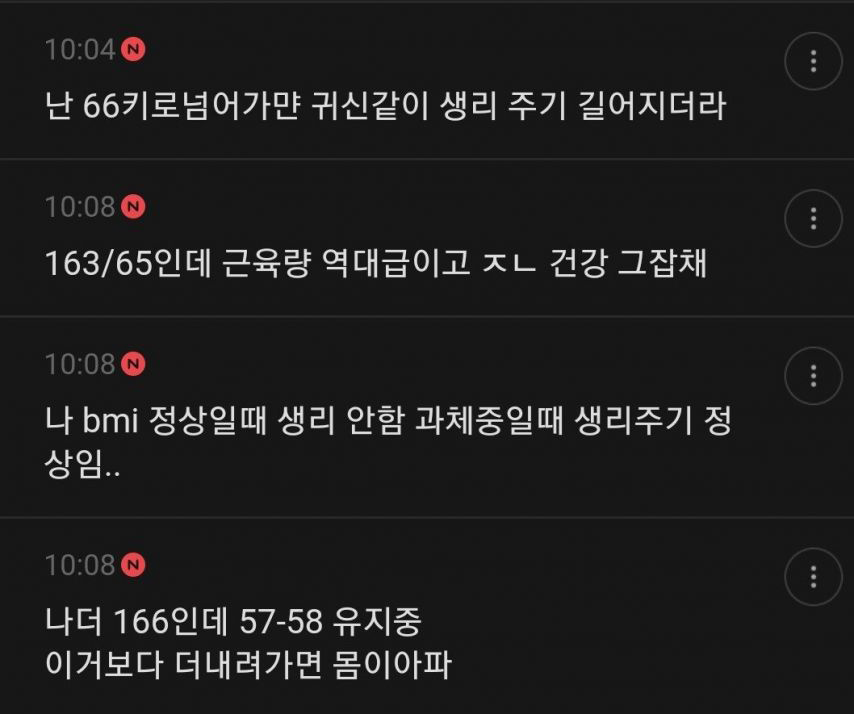 10:04 N
난 66키로넘어가먄 귀신같이 생리 주기 길어지더라
10:08 N
163/65인데 근육량 역대급이고 ㅈㄴ 건강 그잡채
10:08 N
나 bmi 정상일때 생리 안함 과체중일때 생리주기 정
상임..
10:08 N
나더 166인데 57-58 유지중
이거보다 더내려가면 몸이아파